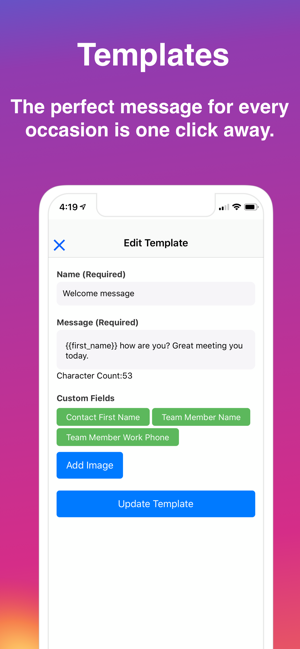 Templates
The perfect message for every
occasion is one click away.
4:19
Edit Template
Name (Required)
Welcome message
Message (Required)
{{first_name}} how are you? Great meeting you
today.
Character Count:53
Custom Fields
Contact First Name Team Member Name
Team Member Work Phone
Add Image
Update Template